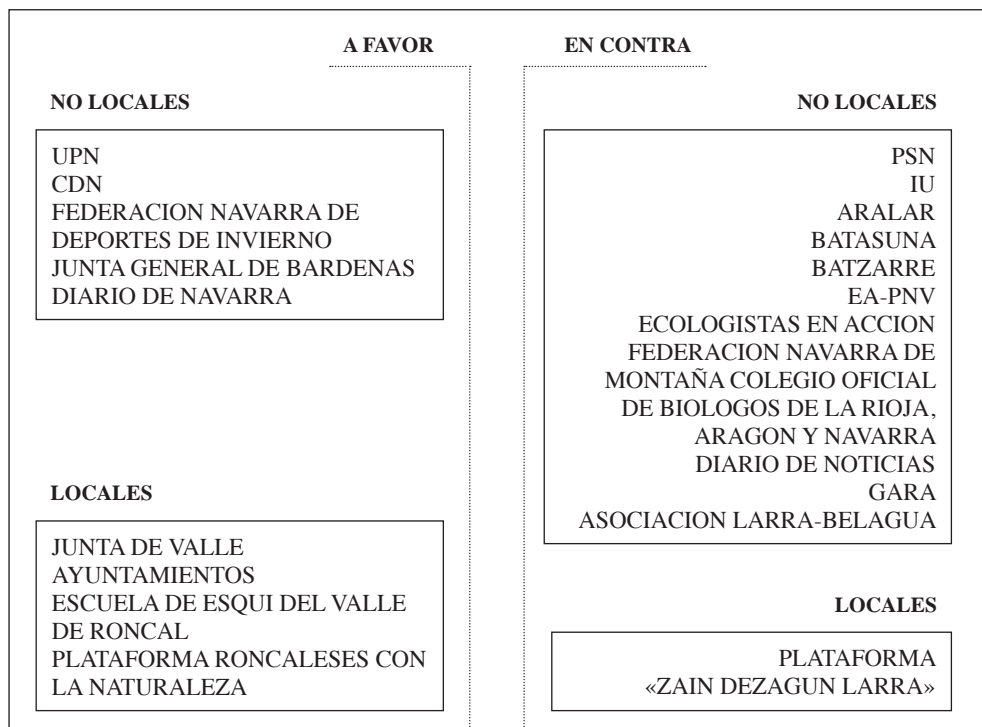 A FAVOR
EN CONTRA
NO LOCALES
UPN
CDN
FEDERACION NAVARRA DE
DEPORTES DE INVIERNO
JUNTA GENERAL DE BARDENAS
DIARIO DE NAVARRA
LOCALES
JUNTA DE VALLE
AYUNTAMIENTOS
ESCUELA DE ESQUI DEL VALLE
DE RONCAL
PLATAFORMA RONCALESES CON
LA NATURALEZA
NO LOCALES
PSN
IU
ARALAR
BATASUNA
BATZARRE
EA-PNV
ECOLOGISTAS EN ACCION
FEDERACION NAVARRA DE
MONTAÑA COLEGIO OFICIAL
DE BIOLOGOS DE LA RIOJA,
ARAGON Y NAVARRA
DIARIO DE NOTICIAS
GARA
ASOCIACION LARRA-BELAGUA
LOCALES
PLATAFORMA
«ZAIN DEZAGUN LARRA»